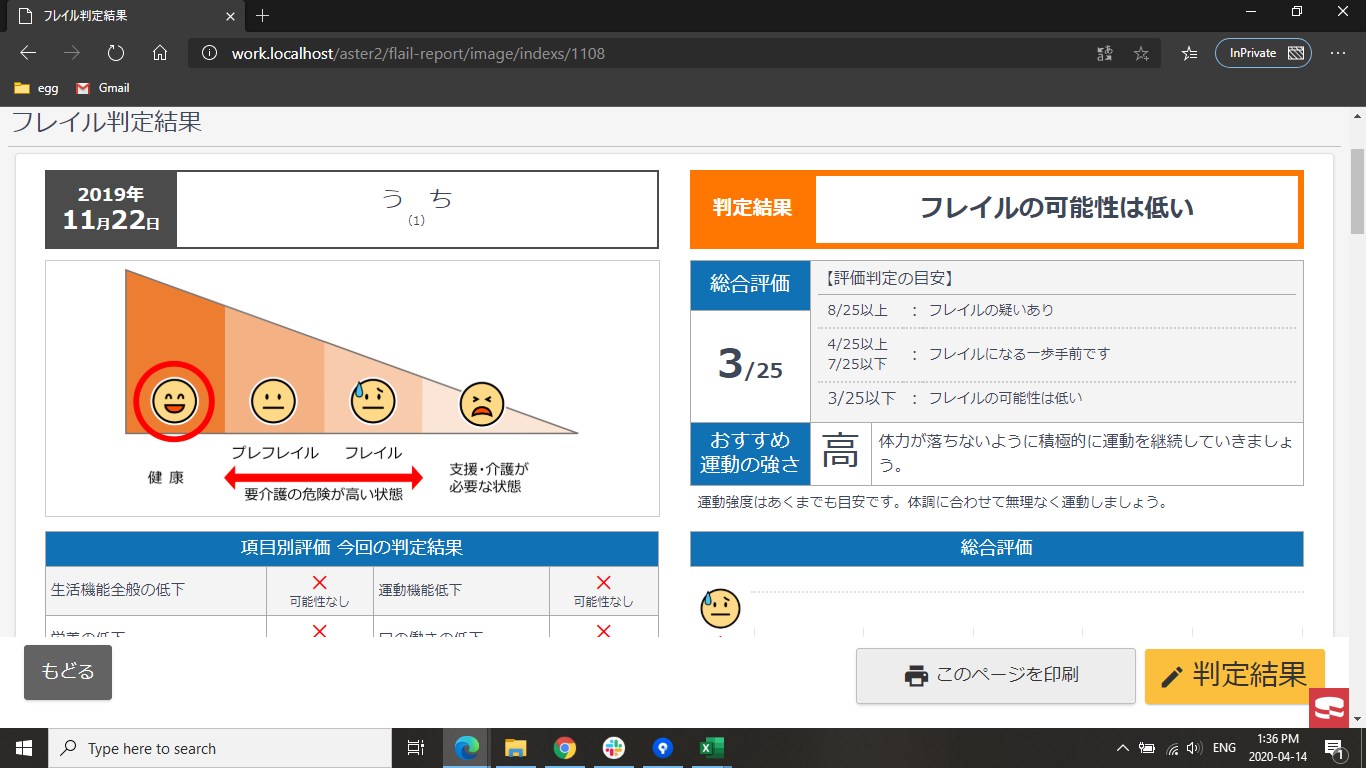 フレイル判定結果
work.localhost/aster2/flail-report/image/indexs/1108
InPrivate
egg
Gmail
フレイル判定結果
2019年
11月22日
う ち
(1)
判定結果
フレイルの可能性は低い
健 康
プレフレイル
フレイル
要介護の危険が高い状態
支援・介護が
必要な状態
総合評価
3/25
【評価判定の目安】
8/25以上 : フレイルの疑いあり
4/25以上
7/25以下 : フレイルになる一歩手前です
3/25以下 : フレイルの可能性は低い
おすすめ
運動の強さ
高
体力が落ちないように積極的に運動を継続していきましょ
う。
運動強度はあくまでも目安です。体調に合わせて無理なく運動しましょう。
項目別評価 今回の判定結果
生活機能全般の低下
可能性なし
運動機能低下
可能性なし
総合評価
もどる
このページを印刷
判定結果
Type here to search
ENG
1:36 PM
2020-04-14
1